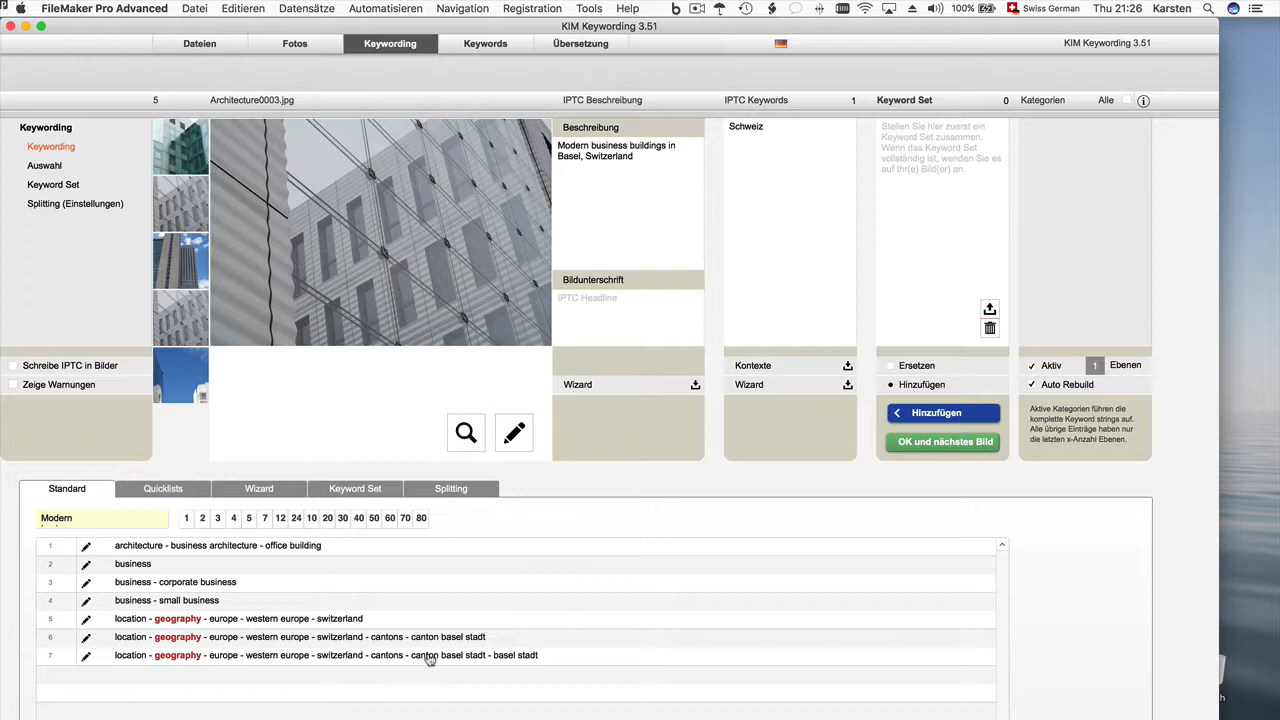 FileMaker Pro Advanced Datei Editieren Datensätze Automatisieren Navigation Registration Tools Help 100% Swiss German Thu 21:26 Karsten
KIM Keywording 3.51
Dateien Fotos Keywording Keywords Übersetzung KIM Keywording 3.51
5 Architecture0003.jpg IPTC Beschreibung IPTC Keywords 1 Keyword Set 0 Kategorien Alle
Keywording
Keywording
Auswahl
Keyword Set
Splitting (Einstellungen)
Schreibe IPTC in Bilder
Zeige Warnungen
Beschreibung
Modern business buildings in
Basel, Switzerland
Bildunterschrift
IPTC Headline
Wizard
Schweiz
Kontexte
Wizard
Stellen Sie hier zuerst ein
Keyword Set zusammen.
Wenn das Keyword Set
vollständig ist, wenden Sie es
auf Ihr(e) Bild(er) an.
Ersetzen
Hinzufügen
Hinzufügen
OK und nächstes Bild
Aktiv 1 Ebenen
Auto Rebuild
Aktive Kategorien führen die
komplette Keyword strings auf.
Alle übrige Einträge haben nur
die letzten x-Anzahl Ebenen.
Standard Quicklists Wizard Keyword Set Splitting
Modern
1 2 3 4 5 7 12 24 10 20 30 40 50 60 70 80
1 architecture - business architecture - office building
2 business
3 business - corporate business
4 business - small business
5 location - geography - europe - western europe - switzerland
6 location - geography - europe - western europe - switzerland - cantons - canton basel stadt
7 location - geography - europe - western europe - switzerland - cantons - canton basel stadt - basel stadt